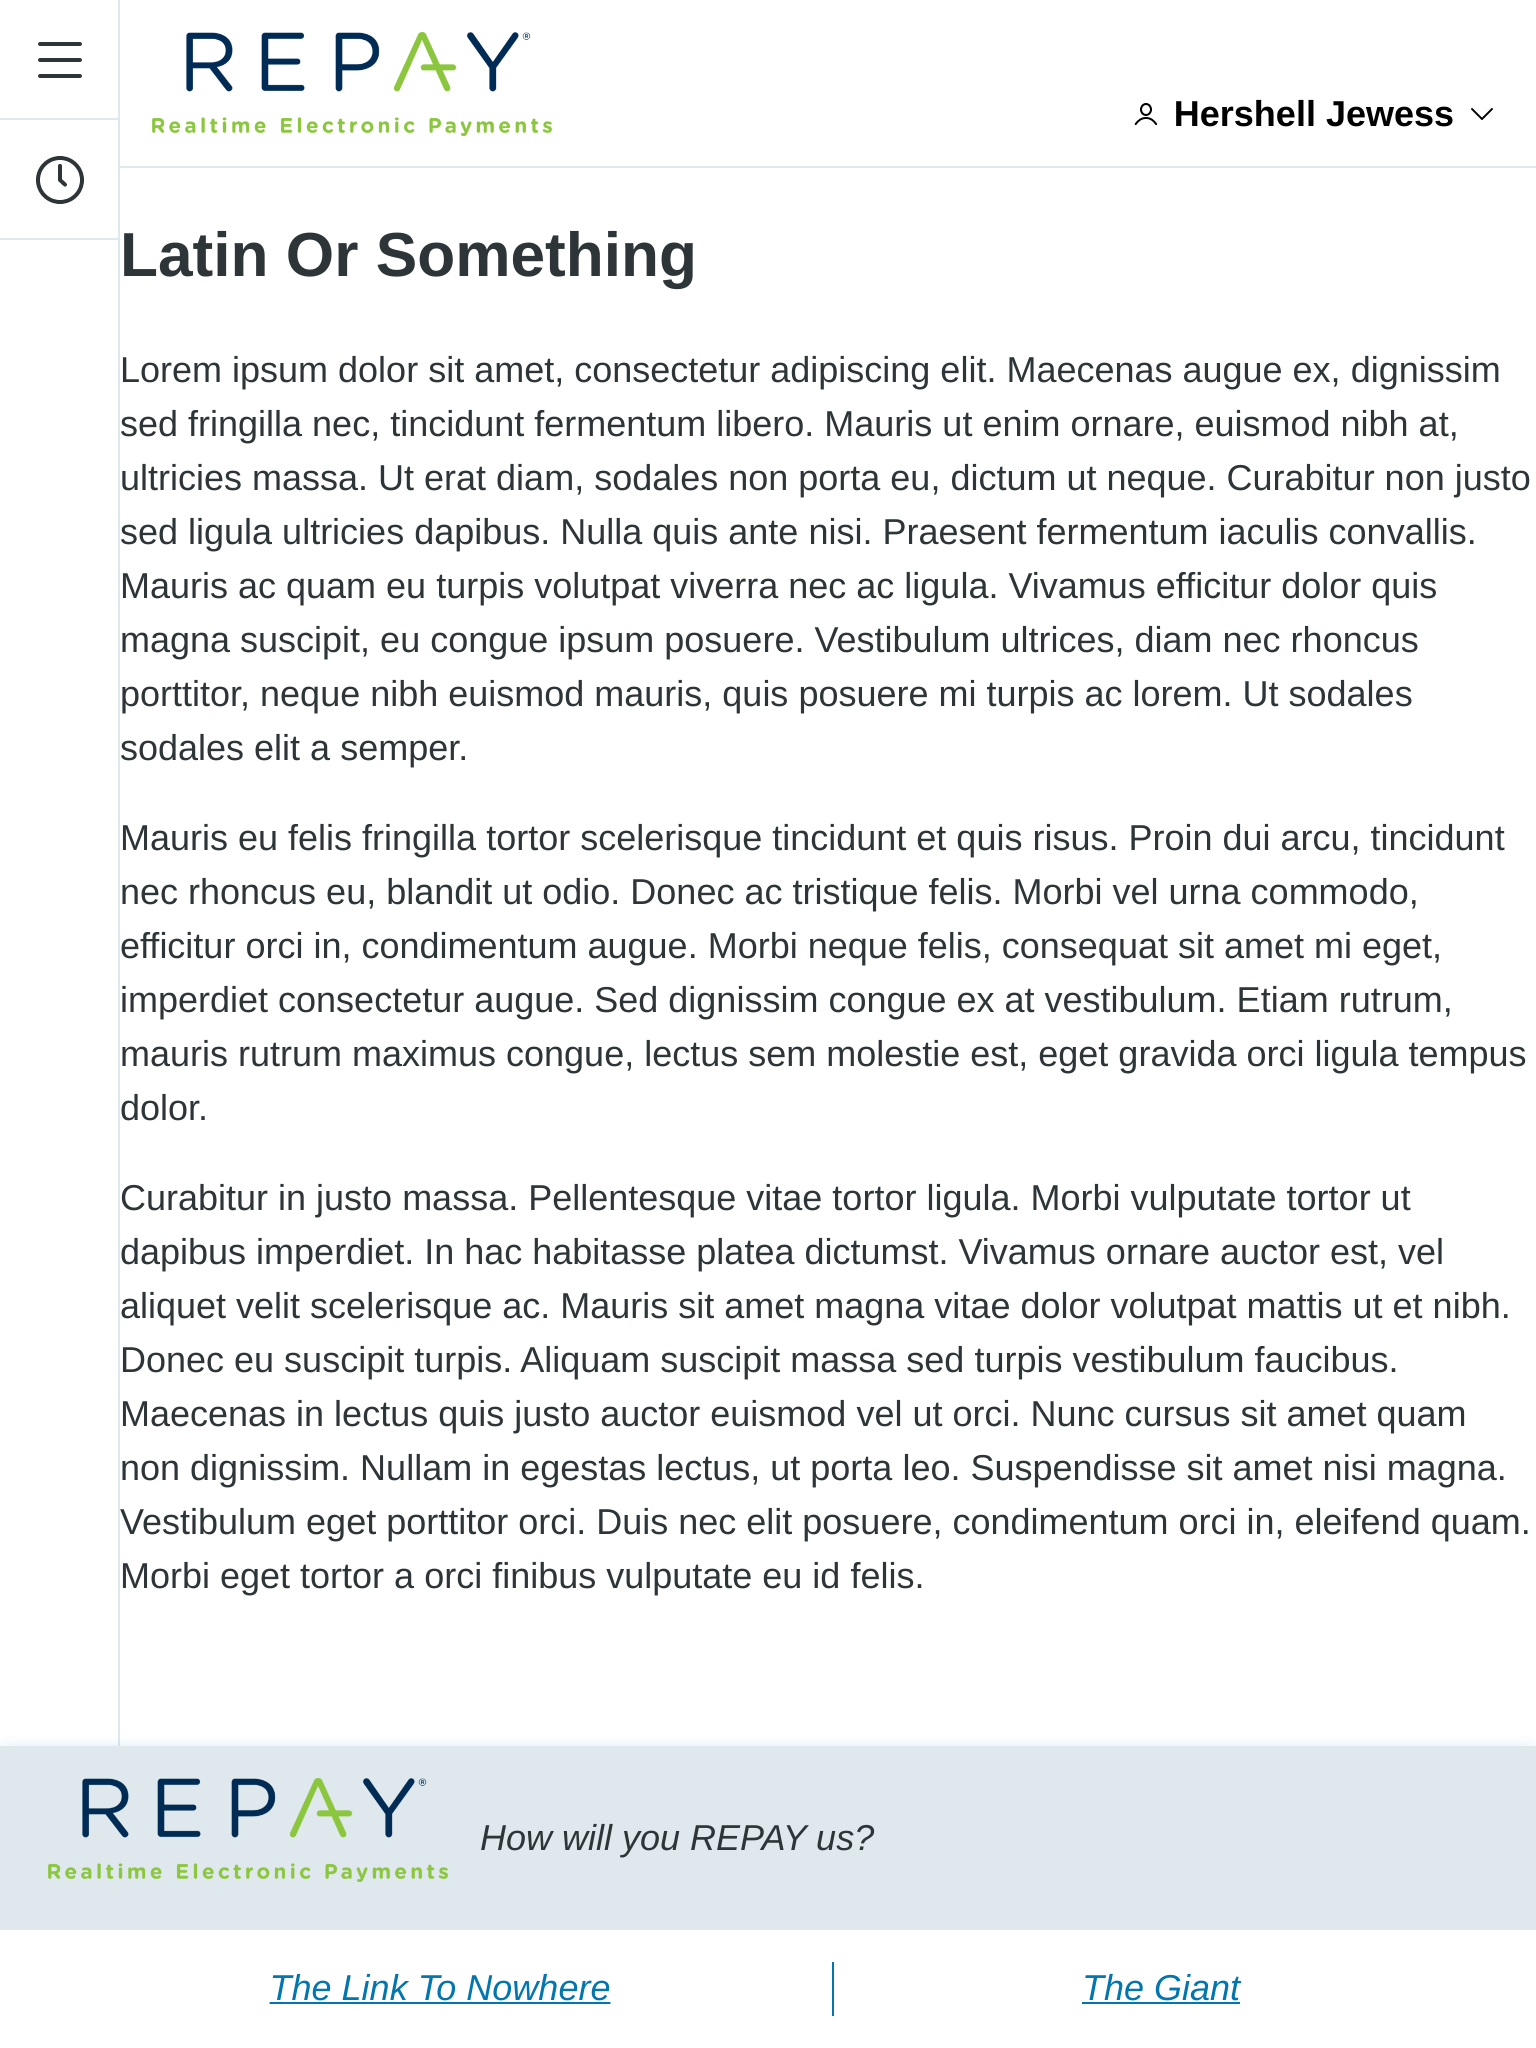 REPAY®
Realtime Electronic Payments
Hershell Jewess
Latin Or Something
Lorem ipsum dolor sit amet, consectetur adipiscing elit. Maecenas augue ex, dignissim
sed fringilla nec, tincidunt fermentum libero. Mauris ut enim ornare, euismod nibh at,
ultricies massa. Ut erat diam, sodales non porta eu, dictum ut neque. Curabitur non justo
sed ligula ultricies dapibus. Nulla quis ante nisi. Praesent fermentum iaculis convallis.
Mauris ac quam eu turpis volutpat viverra nec ac ligula. Vivamus efficitur dolor quis
magna suscipit, eu congue ipsum posuere. Vestibulum ultrices, diam nec rhoncus
porttitor, neque nibh euismod mauris, quis posuere mi turpis ac lorem. Ut sodales
sodales elit a semper.
Mauris eu felis fringilla tortor scelerisque tincidunt et quis risus. Proin dui arcu, tincidunt
nec rhoncus eu, blandit ut odio. Donec ac tristique felis. Morbi vel urna commodo,
efficitur orci in, condimentum augue. Morbi neque felis, consequat sit amet mi eget,
imperdiet consectetur augue. Sed dignissim congue ex at vestibulum. Etiam rutrum,
mauris rutrum maximus congue, lectus sem molestie est, eget gravida orci ligula tempus
dolor.
Curabitur in justo massa. Pellentesque vitae tortor ligula. Morbi vulputate tortor ut
dapibus imperdiet. In hac habitasse platea dictumst. Vivamus ornare auctor est, vel
aliquet velit scelerisque ac. Mauris sit amet magna vitae dolor volutpat mattis ut et nibh.
Donec eu suscipit turpis. Aliquam suscipit massa sed turpis vestibulum faucibus.
Maecenas in lectus quis justo auctor euismod vel ut orci. Nunc cursus sit amet quam
non dignissim. Nullam in egestas lectus, ut porta leo. Suspendisse sit amet nisi magna.
Vestibulum eget porttitor orci. Duis nec elit posuere, condimentum orci in, eleifend quam.
Morbi eget tortor a orci finibus vulputate eu id felis.
REPAY®
Realtime Electronic Payments
How will you REPAY us?
The Link To Nowhere
The Giant